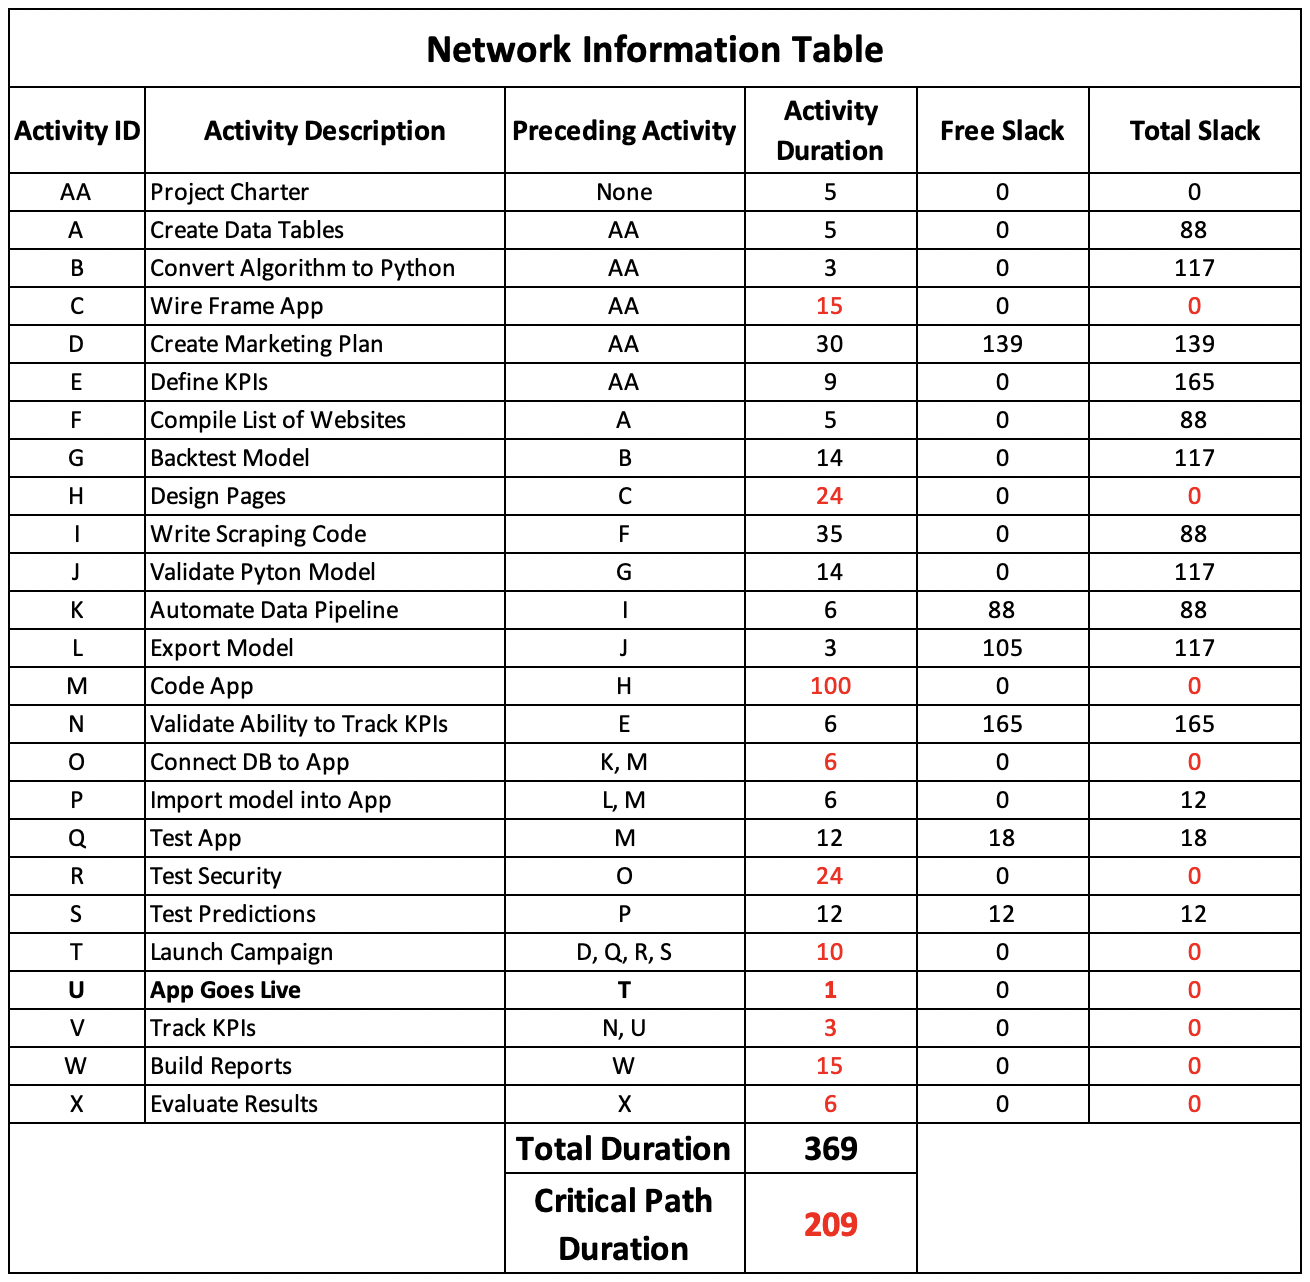 Network Information Table
Activity ID Activity Description Preceding Activity Activity Duration Free Slack Total Slack
AA Project Charter None 5 0 0
A Create Data Tables AA 5 0 88
B Convert Algorithm to Python AA 3 0 117
C Wire Frame App AA 15 0 0
D Create Marketing Plan AA 30 139 139
E Define KPIs AA 9 0 165
F Compile List of Websites A 5 0 88
G Backtest Model B 14 0 117
H Design Pages C 24 0 0
I Write Scraping Code F 35 0 88
J Validate Pyton Model G 14 0 117
K Automate Data Pipeline I 6 88 88
L Export Model J 3 105 117
M Code App H 100 0 0
N Validate Ability to Track KPIs E 6 165 165
O Connect DB to App K, M 6 0 0
P Import model into App L, M 6 0 12
Q Test App M 12 18 18
R Test Security O 24 0 0
S Test Predictions P 12 12 12
T Launch Campaign D, Q, R, S 10 0 0
U App Goes Live T 1 0 0
V Track KPIs N, U 3 0 0
W Build Reports W 15 0 0
X Evaluate Results X 6 0 0
Total Duration 369
Critical Path Duration 209